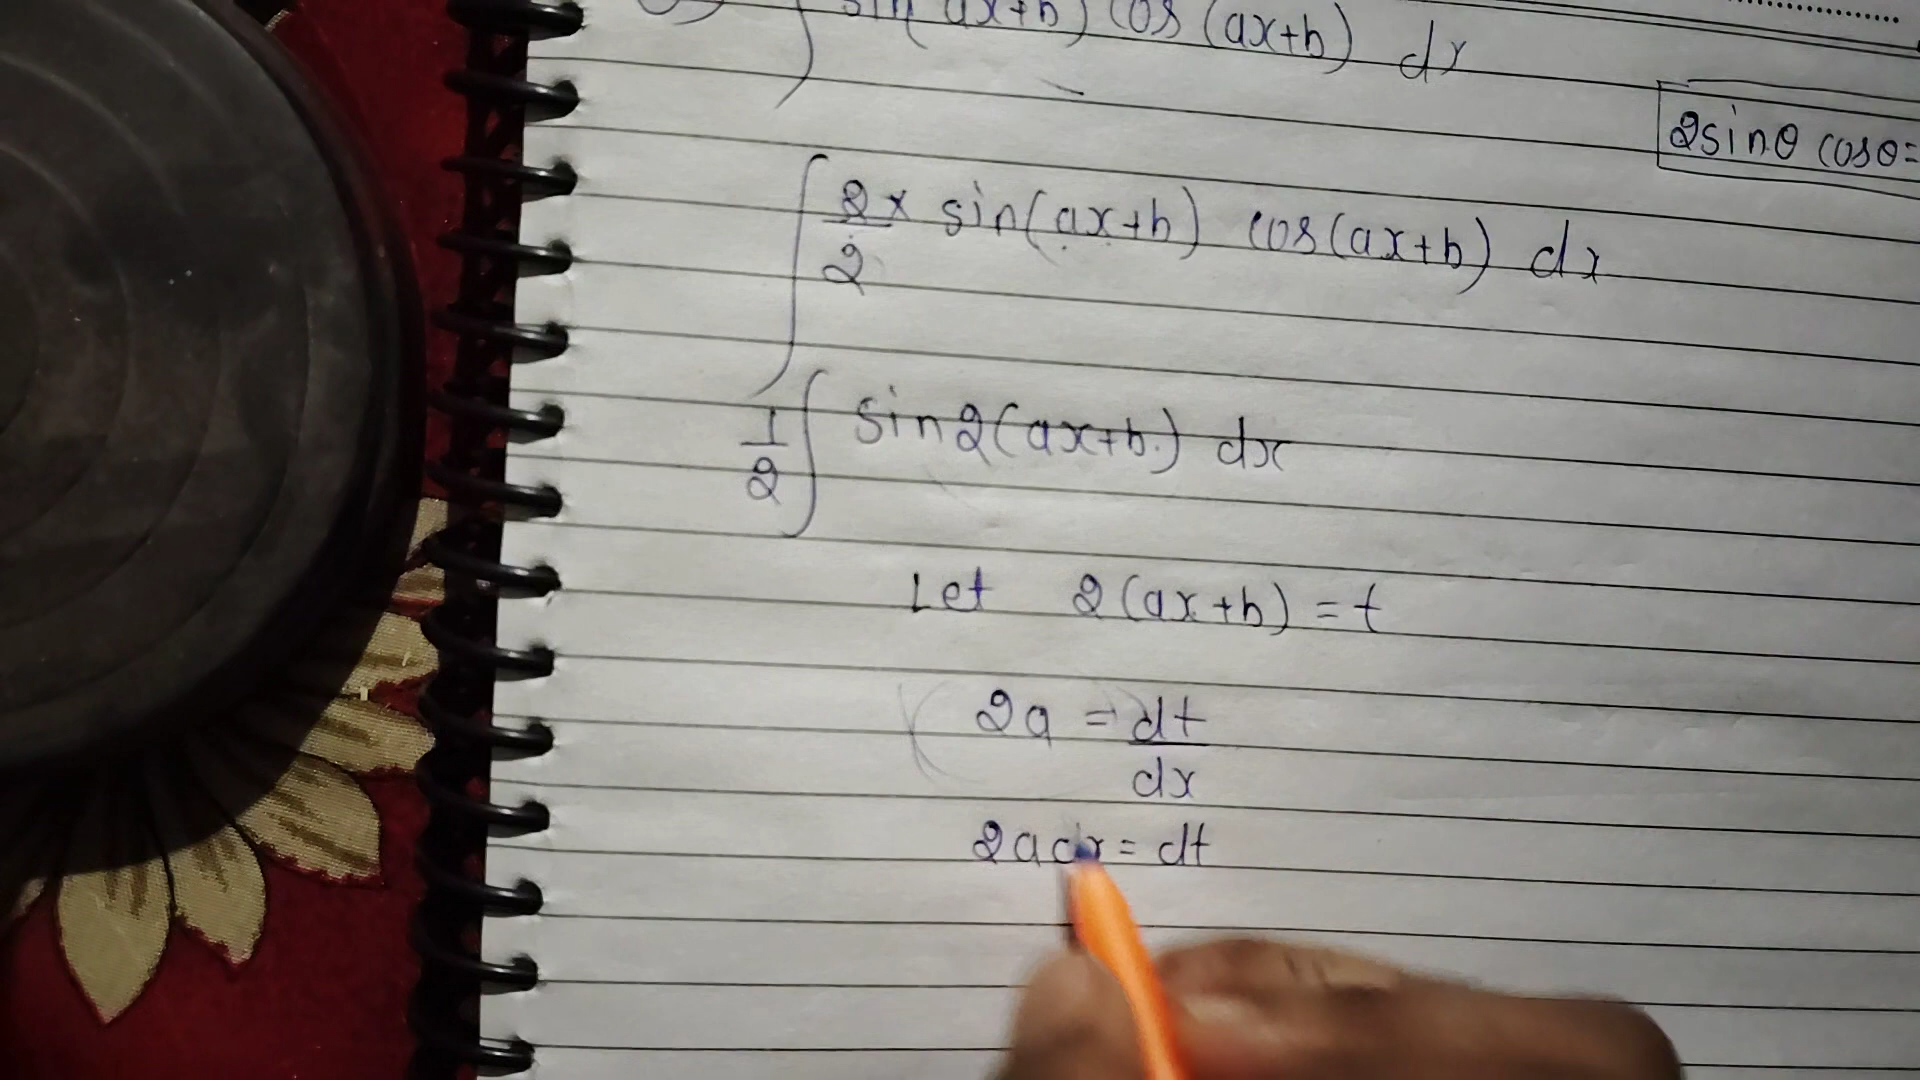 ∫ sin(ax+b) cos(ax+b) dx
2sinθ cosθ=
∫ 2/2 × sin(ax+b) cos(ax+b) dx
1/2 ∫ sin2(ax+b) dx
Let 2(ax+b) = t
2a = dt/dx
2adx = dt